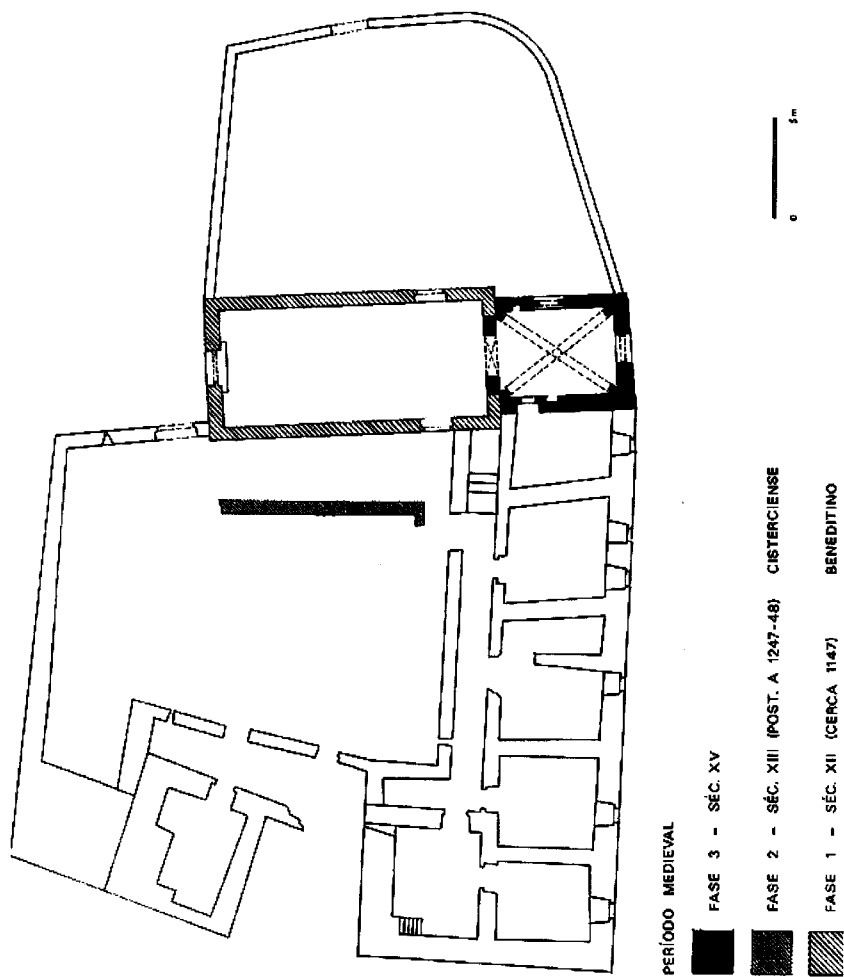 PERÍODO MEDIEVAL
FASE 3 - SÉC. XV
FASE 2 - SÉC. XIII (POST. A 1247-48) CISTERCIENSE
FASE 1 - SÉC. XII (CERCA 1147) BENEDITINO
0 5m